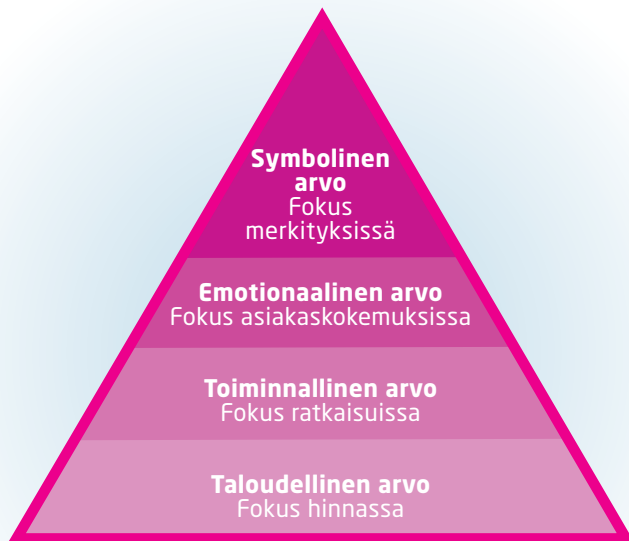 Symbolinen
arvo
Fokus
merkityksissä
Emotionaalinen arvo
Fokus asiakaskokemuksissa
Toiminnallinen arvo
Fokus ratkaisuissa
Taloudellinen arvo
Fokus hinnassa